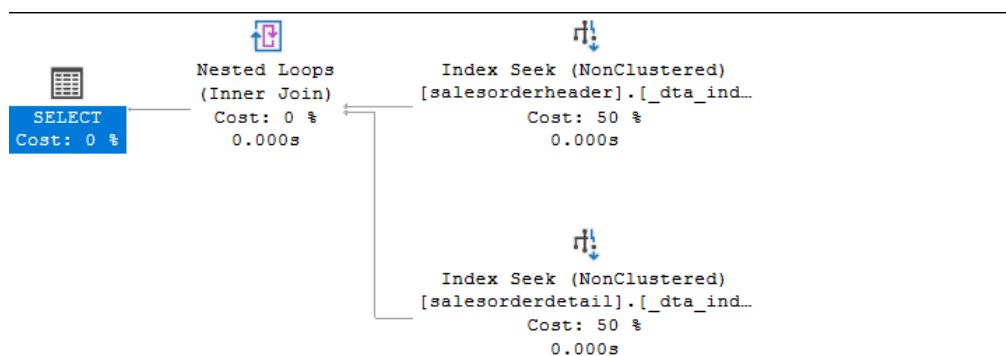 Nested Loops
(Inner Join)
Cost: 0 %
0.000s
Index Seek (NonClustered)
[salesorderheader].[_dta_ind…
Cost: 50 %
0.000s
SELECT
Cost: 0 %
Index Seek (NonClustered)
[salesorderdetail].[_dta_ind…
Cost: 50 %
0.000s